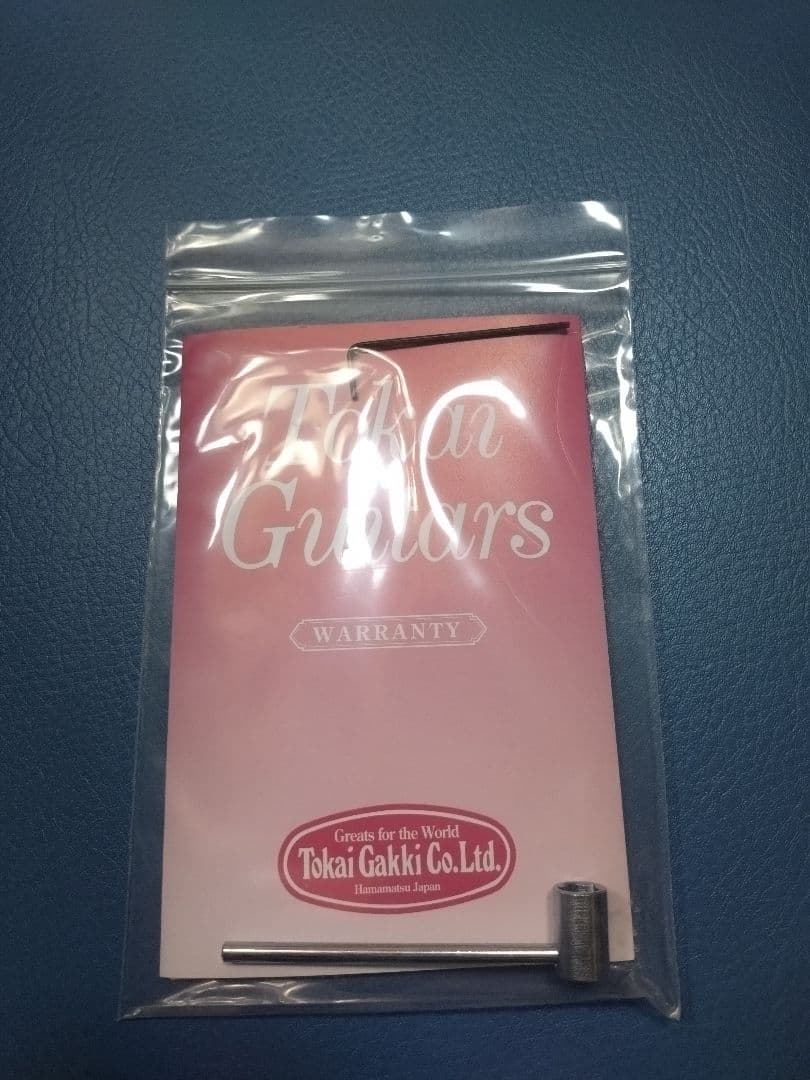 Tokai
Guitars
WARRANTY
Greats for the World
Tokai Gakki Co.Ltd.
Hamamatsu Japan